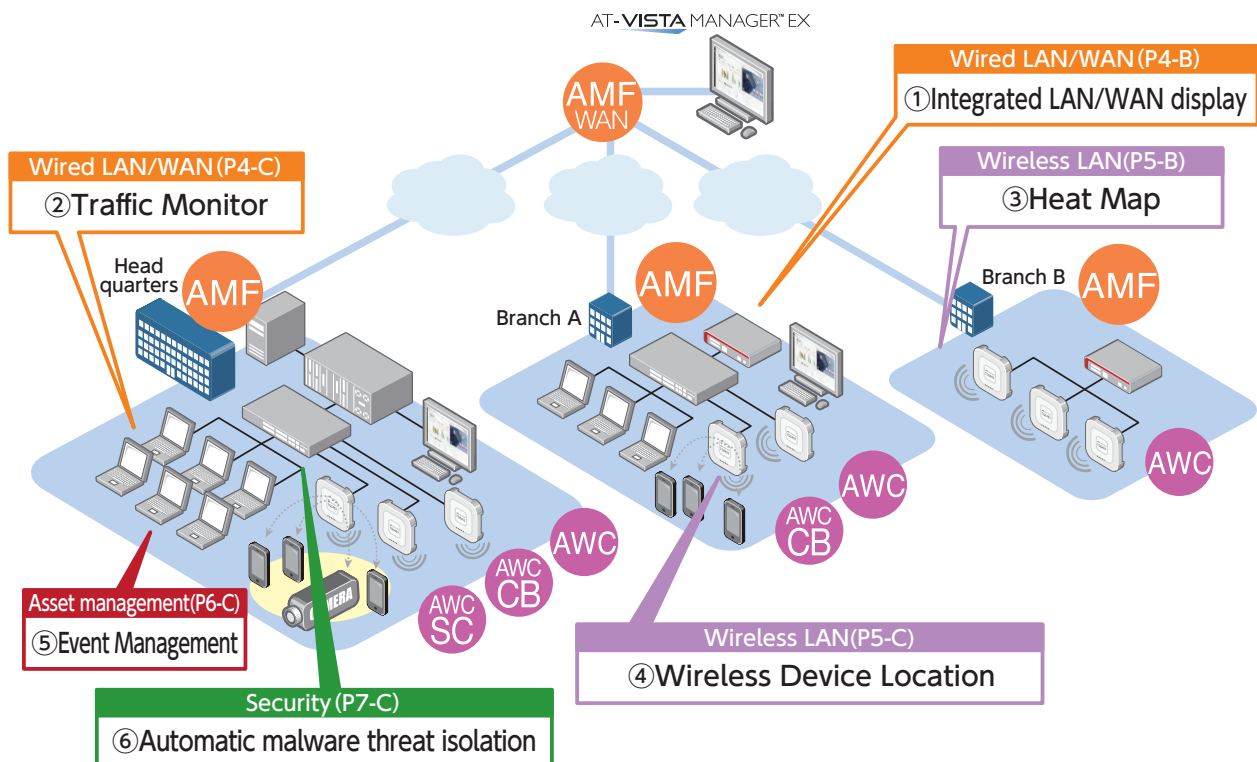 AT-VISTA MANAGER™ EX
AMF
WAN
Wired LAN/WAN(P4-B)
①Integrated LAN/WAN display
Wired LAN/WAN(P4-C)
②Traffic Monitor
Wireless LAN(P5-B)
③Heat Map
Head
quarters
AMF
Branch A
AMF
Branch B
AMF
AWC
AWC
AWC
CB
AWC
AWC
CB
AWC
SC
Asset management(P6-C)
⑤Event Management
Wireless LAN(P5-C)
④Wireless Device Location
Security(P7-C)
⑥Automatic malware threat isolation